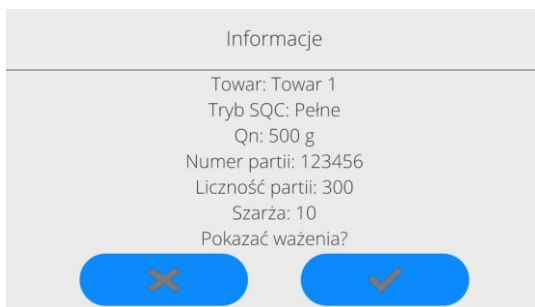 Informacje
Towar: Towar 1
Tryb SQC: Pełne
Qn: 500 g
Numer partii: 123456
Liczność partii: 300
Szarża: 10
Pokazać ważenia?